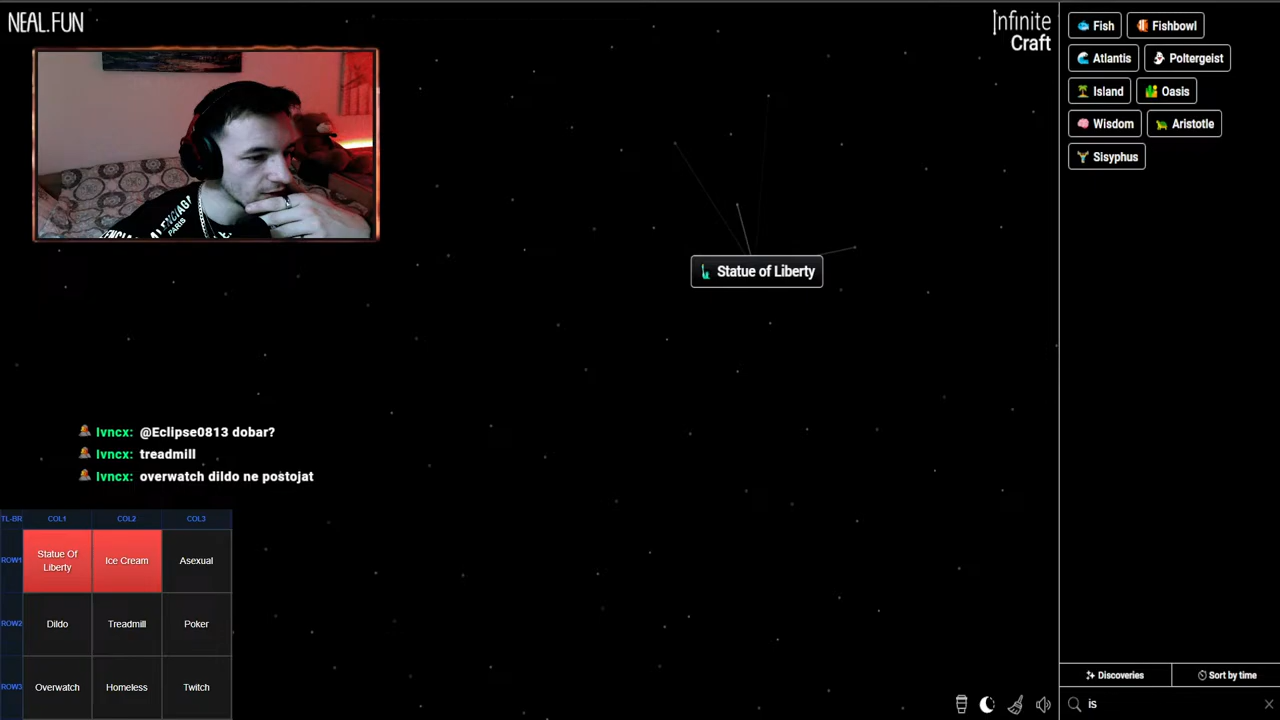 NEAL.FUN
Infinite
Craft
Fish
Fishbowl
Atlantis
Poltergeist
Island
Oasis
Wisdom
Aristotle
Sisyphus
PARIS
Statue of Liberty
lvncx: @Eclipse0813 dobar?
lvncx: treadmill
lvncx: overwatch dildo ne postojat
TL-BR COL1 COL2 COL3
ROW1 Statue Of Liberty Ice Cream Asexual
ROW2 Dildo Treadmill Poker
ROW3 Overwatch Homeless Twitch
Discoveries
Sort by time
is